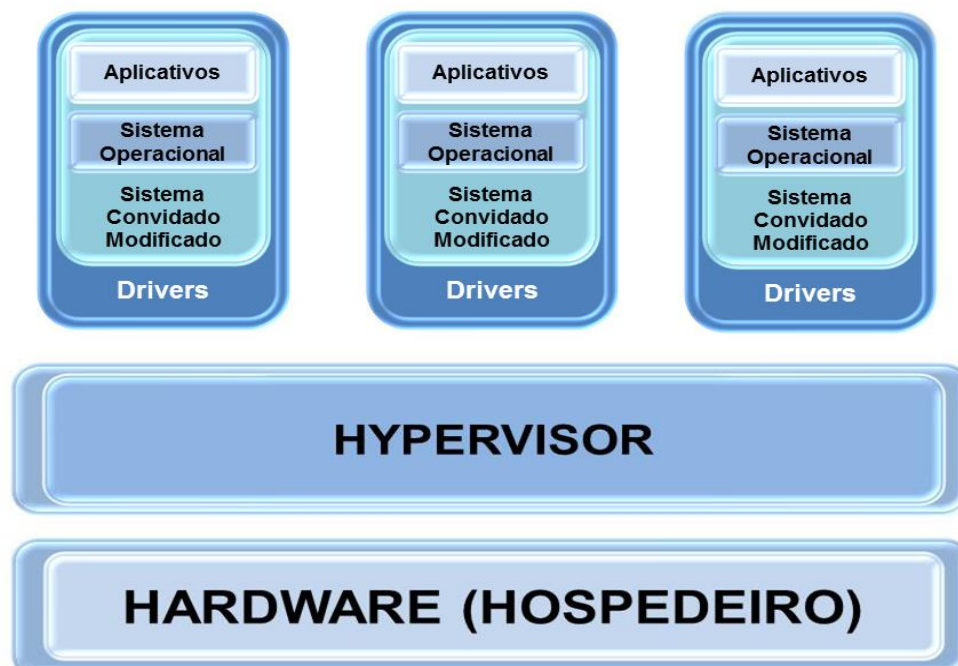 Aplicativos
Sistema
Operacional
Sistema
Convidado
Modificado
Drivers
Aplicativos
Sistema
Operacional
Sistema
Convidado
Modificado
Drivers
Aplicativos
Sistema
Operacional
Sistema
Convidado
Modificado
Drivers
HYPERVISOR
HARDWARE (HOSPEDEIRO)